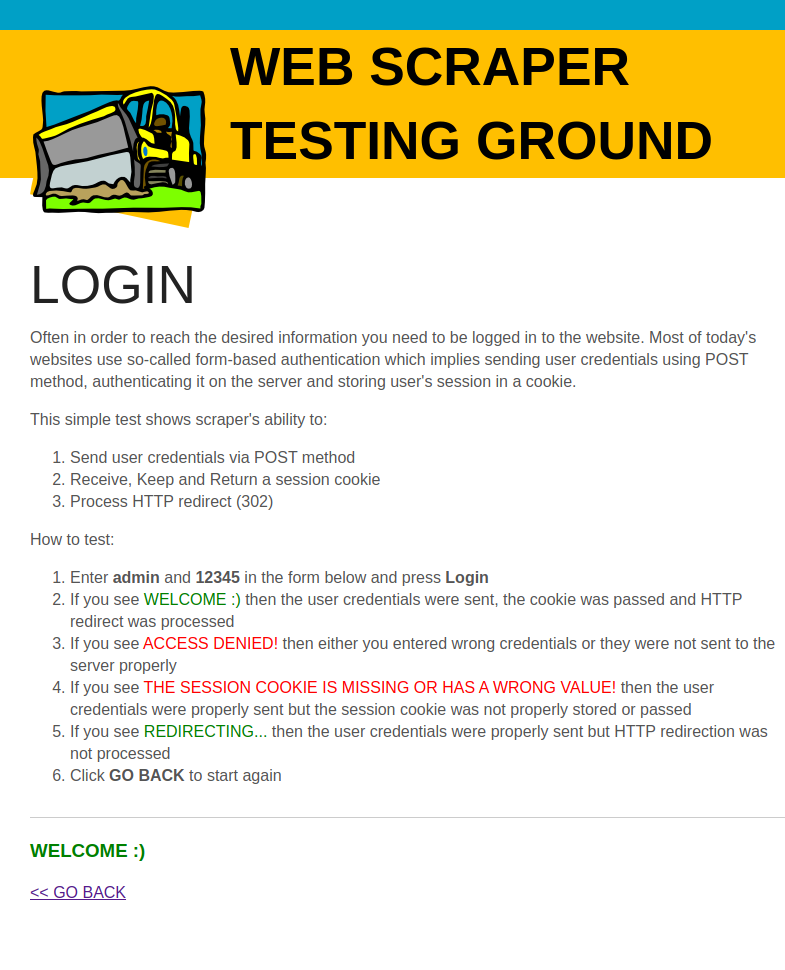 WEB SCRAPER
TESTING GROUND
LOGIN
Often in order to reach the desired information you need to be logged in to the website. Most of today's
websites use so-called form-based authentication which implies sending user credentials using POST
method, authenticating it on the server and storing user's session in a cookie.
This simple test shows scraper's ability to:
1. Send user credentials via POST method
2. Receive, Keep and Return a session cookie
3. Process HTTP redirect (302)
How to test:
1. Enter admin and 12345 in the form below and press Login
2. If you see WELCOME :) then the user credentials were sent, the cookie was passed and HTTP
redirect was processed
3. If you see ACCESS DENIED! then either you entered wrong credentials or they were not sent to the
server properly
4. If you see THE SESSION COOKIE IS MISSING OR HAS A WRONG VALUE! then the user
credentials were properly sent but the session cookie was not properly stored or passed
5. If you see REDIRECTING... then the user credentials were properly sent but HTTP redirection was
not processed
6. Click GO BACK to start again
WELCOME :)
<< GO BACK